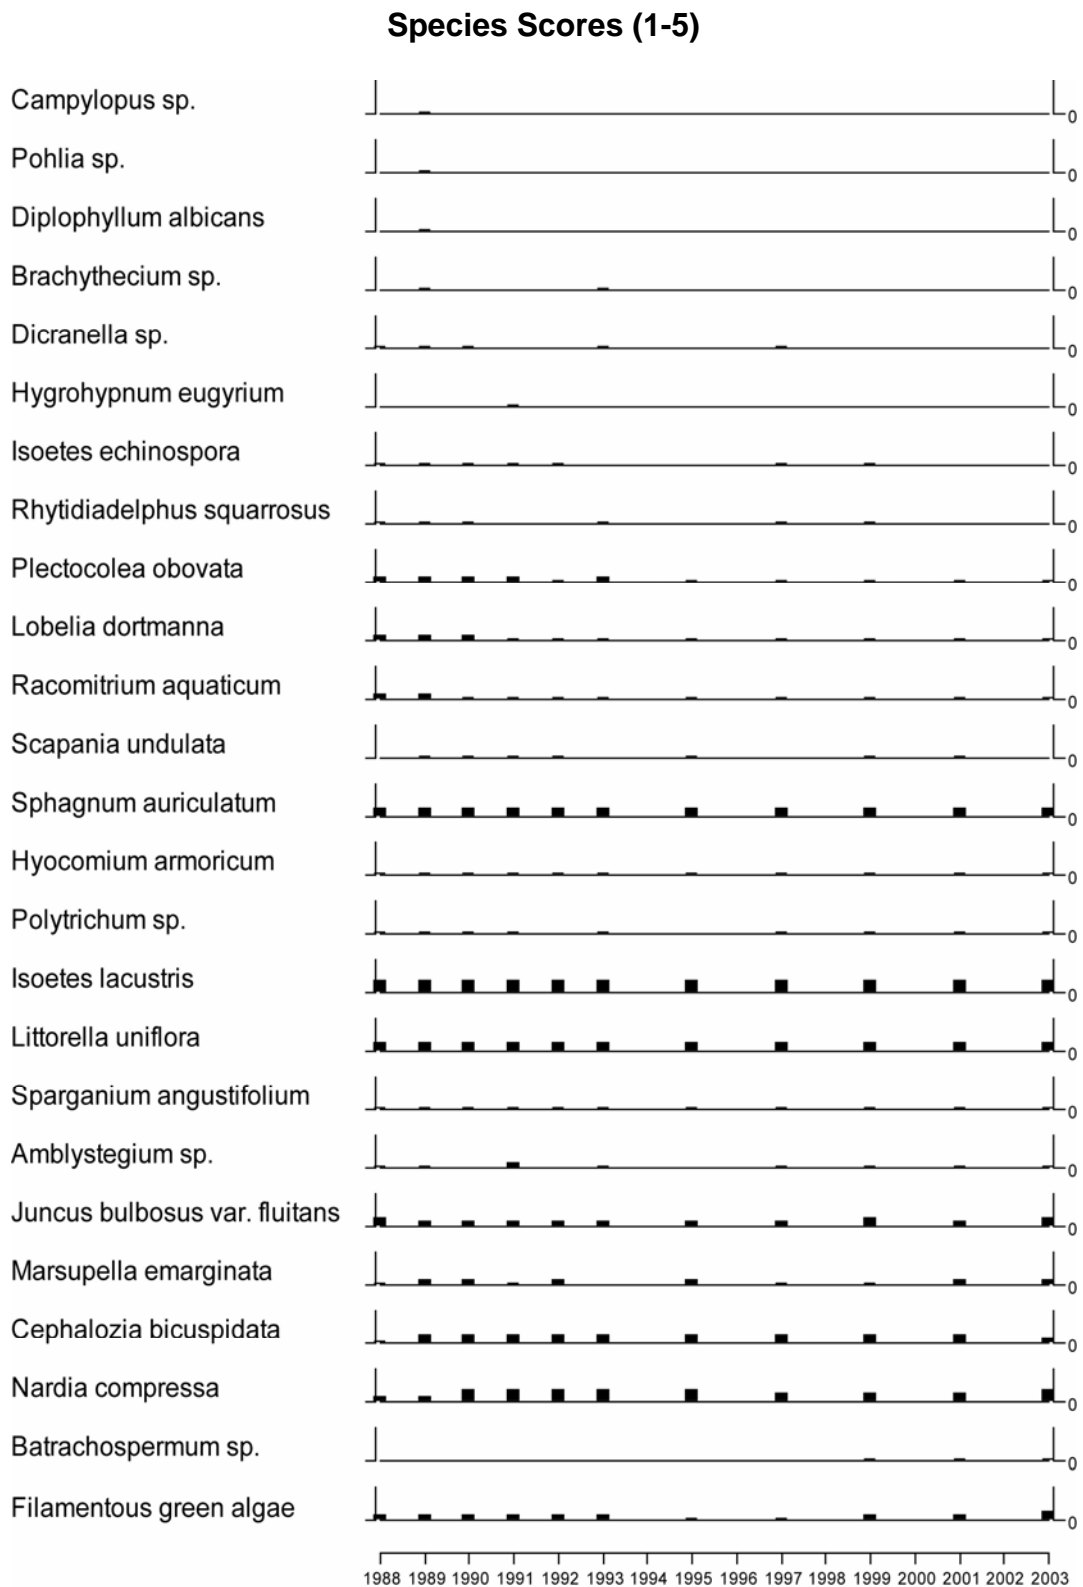 Species Scores (1-5)
Campylopus sp.
0
Pohlia sp.
0
Diplophyllum albicans
0
Brachythecium sp.
0
Dicranella sp.
0
Hygrohypnum eugyrium
0
Isoetes echinospora
0
Rhytidiadelphus squarrosus
0
Plectocolea obovata
0
Lobelia dortmanna
0
Racomitrium aquaticum
0
Scapania undulata
0
Sphagnum auriculatum
0
Hyocomium armoricum
0
Polytrichum sp.
0
Isoetes lacustris
0
Littorella uniflora
0
Sparganium angustifolium
0
Amblystegium sp.
0
Juncus bulbosus var. fluitans
0
Marsupella emarginata
0
Cephalozia bicuspidata
0
Nardia compressa
0
Batrachospermum sp.
0
Filamentous green algae
0
1988 1989 1990 1991 1992 1993 1994 1995 1996 1997 1998 1999 2000 2001 2002 2003